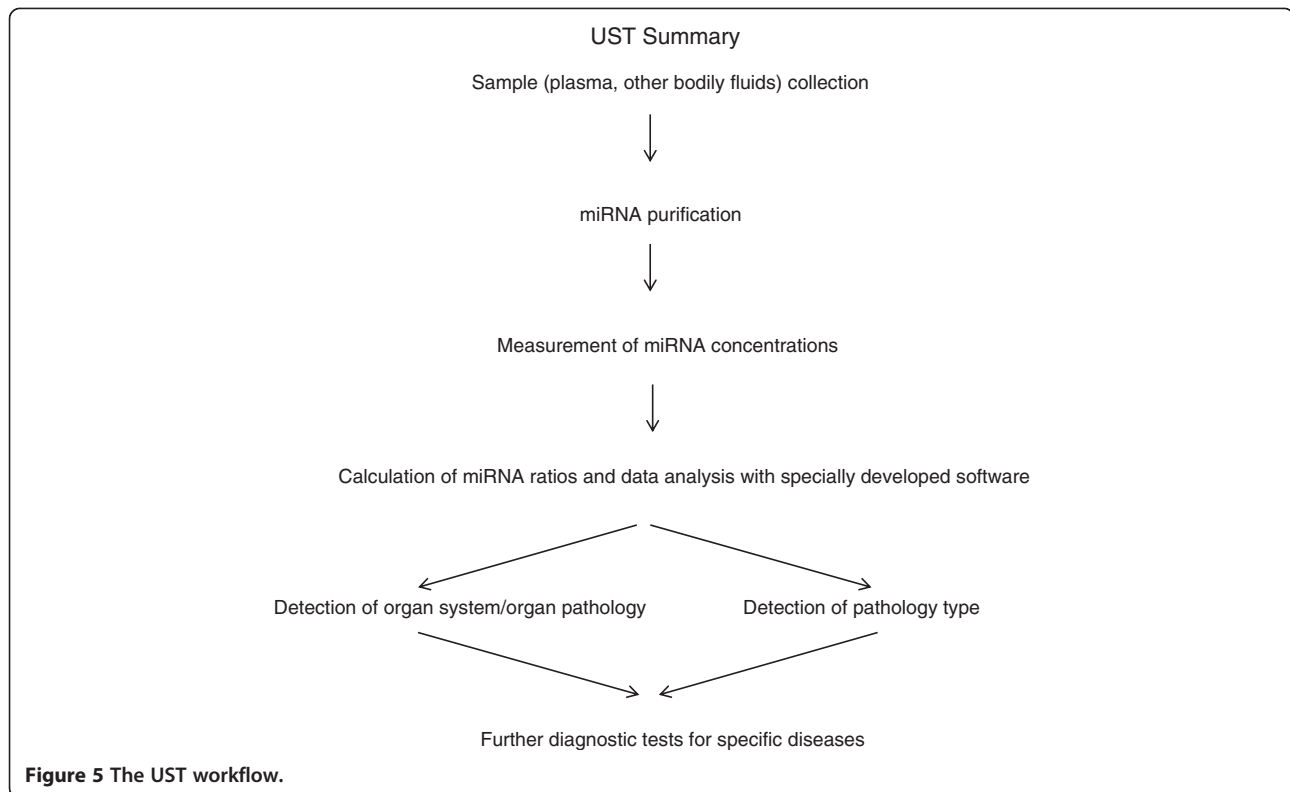 UST Summary
Sample (plasma, other bodily fluids) collection
miRNA purification
Measurement of miRNA concentrations
Calculation of miRNA ratios and data analysis with specially developed software
Detection of organ system/organ pathology
Detection of pathology type
Further diagnostic tests for specific diseases
Figure 5 The UST workflow.